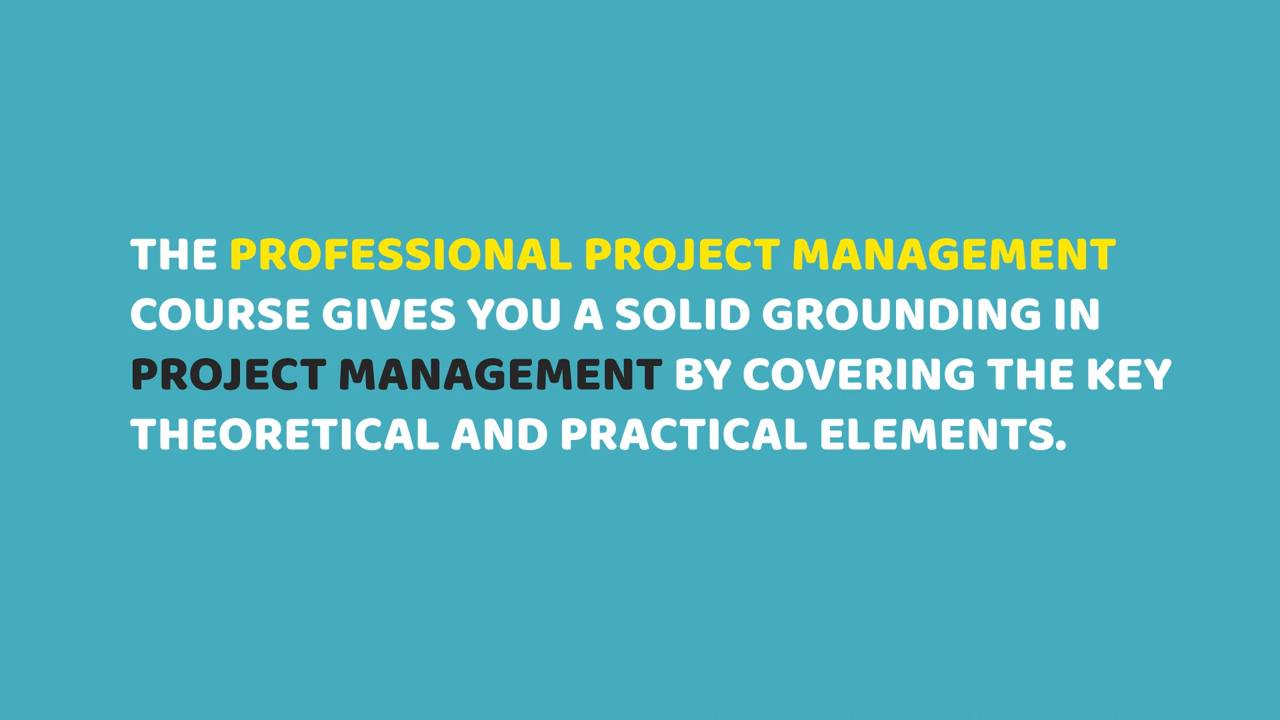 THE PROFESSIONAL PROJECT MANAGEMENT
COURSE GIVES YOU A SOLID GROUNDING IN
PROJECT MANAGEMENT BY COVERING THE KEY
THEORETICAL AND PRACTICAL ELEMENTS.